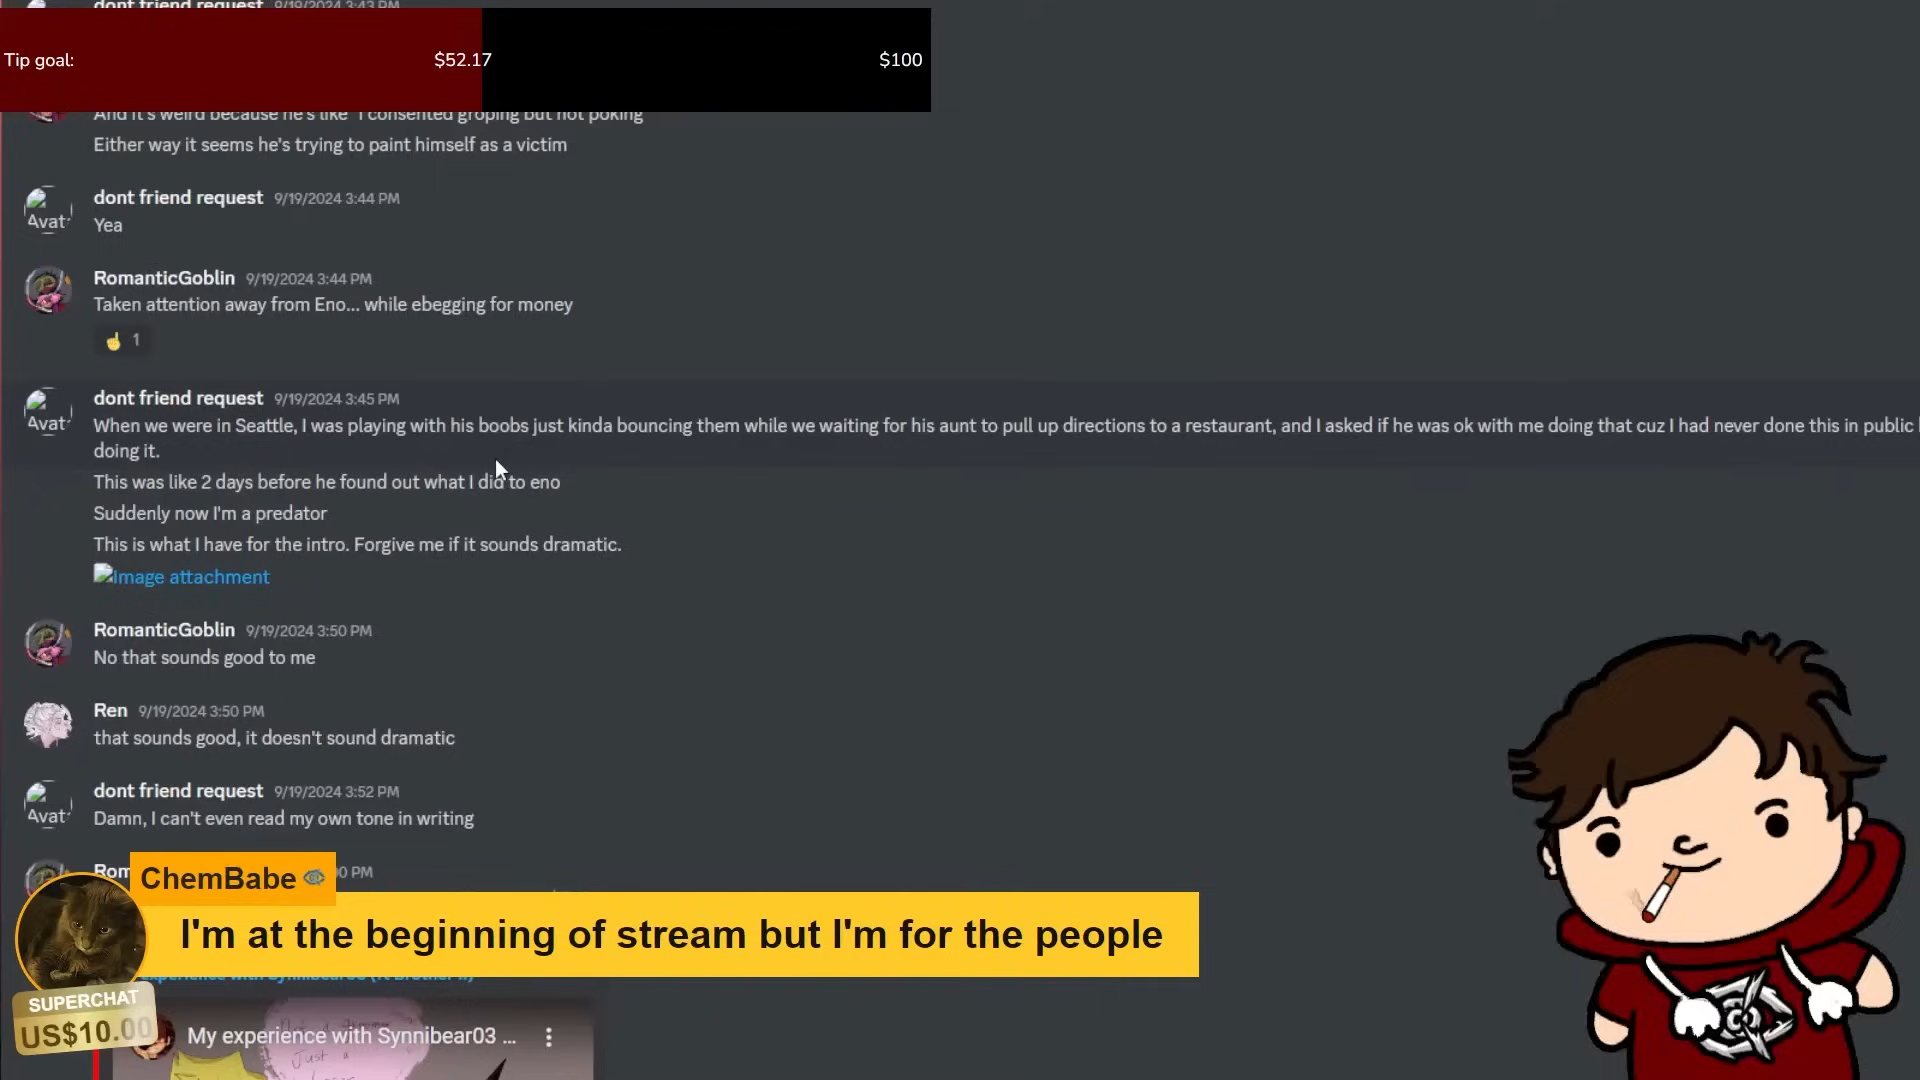 dont friend request 9/19/2024 3:43 PM
Tip goal: $52.17 $100
And it's weird because he's like "I consented groping but not poking
Either way it seems he's trying to paint himself as a victim
dont friend request 9/19/2024 3:44 PM
Avat
Yea
RomanticGoblin 9/19/2024 3:44 PM
Taken attention away from Eno... while ebegging for money
1
dont friend request 9/19/2024 3:45 PM
Avat
When we were in Seattle, I was playing with his boobs just kinda bouncing them while we waiting for his aunt to pull up directions to a restaurant, and I asked if he was ok with me doing that cuz I had never done this in public
doing it.
This was like 2 days before he found out what I did to eno
Suddenly now I'm a predator
This is what I have for the intro. Forgive me if it sounds dramatic.
Image attachment
RomanticGoblin 9/19/2024 3:50 PM
No that sounds good to me
Ren 9/19/2024 3:50 PM
that sounds good, it doesn't sound dramatic
dont friend request 9/19/2024 3:52 PM
Avat
Damn, I can't even read my own tone in writing
Rom
PM
ChemBabe
I'm at the beginning of stream but I'm for the people
experience with Synnibear03
SUPERCHAT
US$10.00
My experience with Synnibear03 ...
Just a